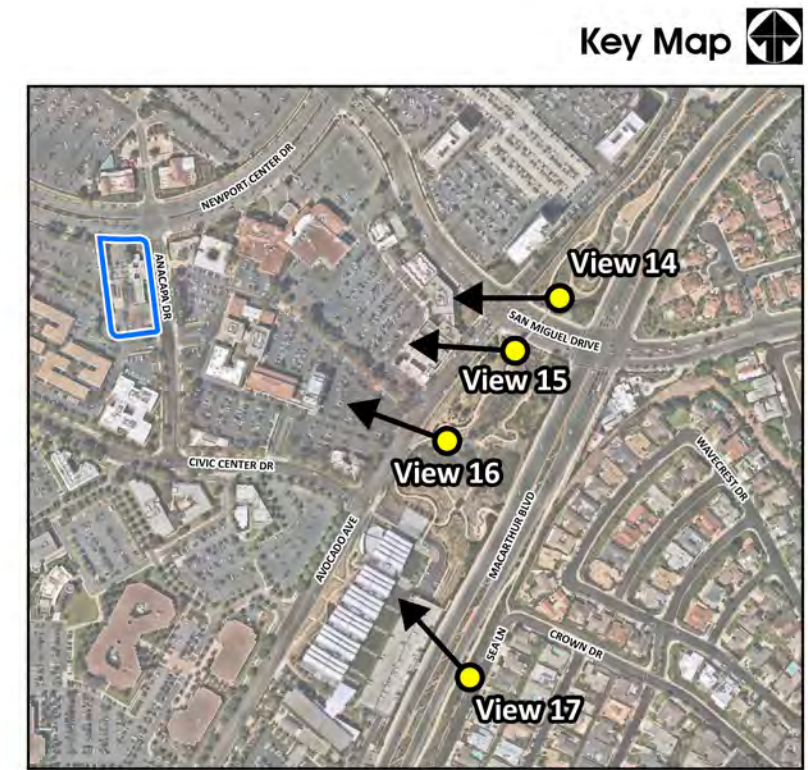 Key Map
NEWPORT CENTER DR
ANACAPA DR
View 14
SAN MIGUEL DRIVE
View 15
View 16
CIVIC CENTER DR
WAVECREST DR
AVOCADO AVE
MACARTHUR BLVD
SEA LN
CROWN DR
View 17